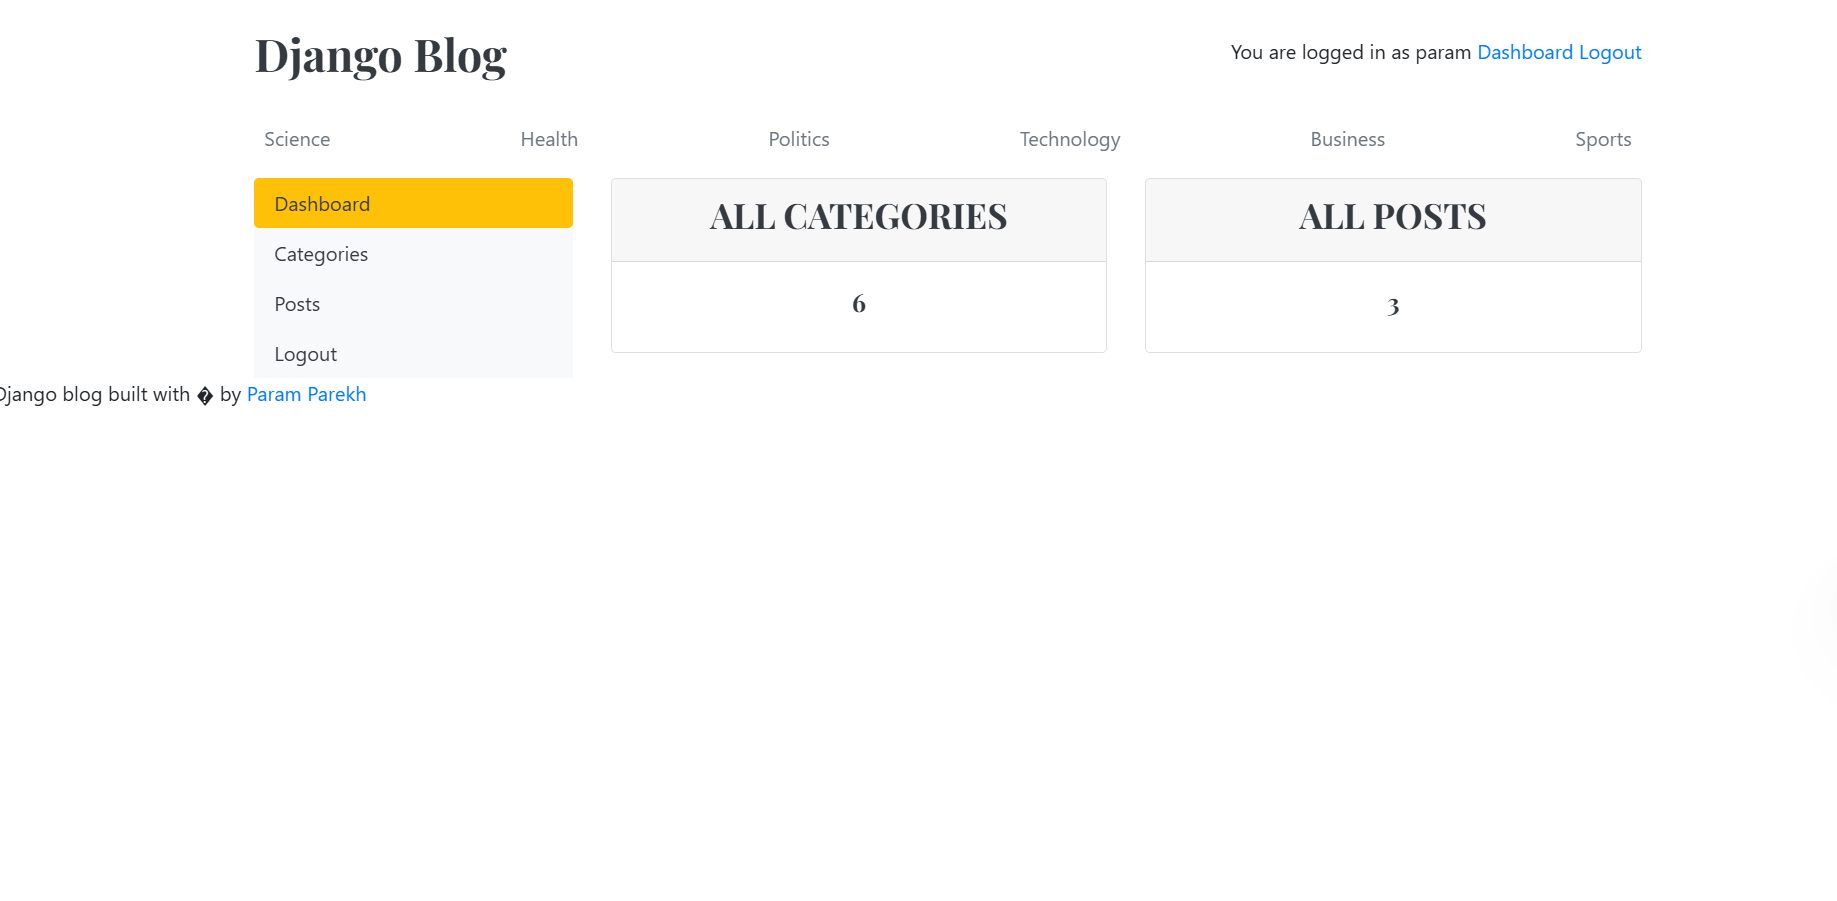 Django Blog
You are logged in as param Dashboard Logout
Science Health Politics Technology Business Sports
Dashboard
Categories
Posts
Logout
ALL CATEGORIES
6
ALL POSTS
3
Django blog built with � by Param Parekh